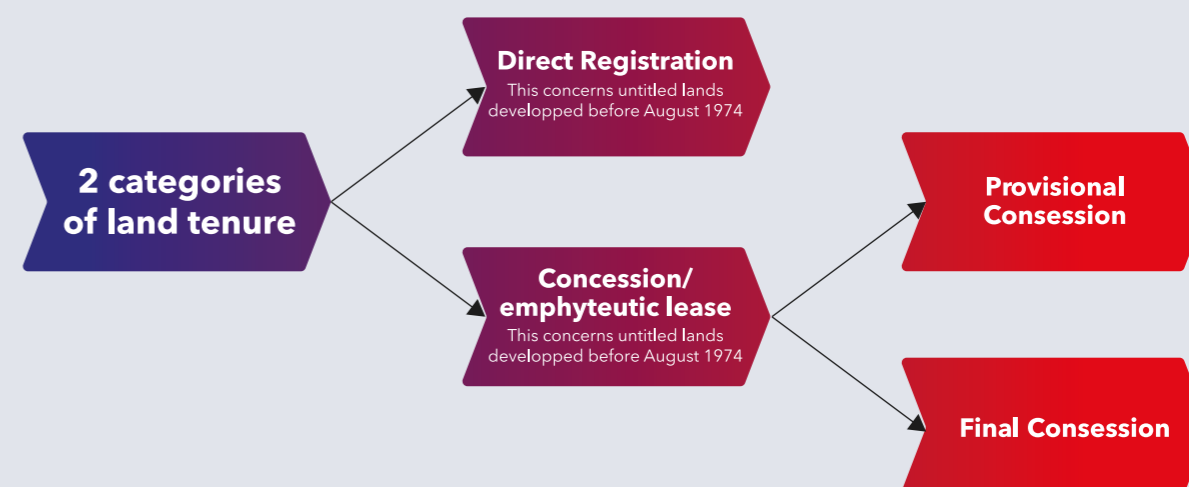 2 categories
of land tenure
Direct Registration
This concerns untitled lands
developped before August 1974
Concession/
emphyteutic lease
This concerns untitled lands
developped before August 1974
Provisional
Consession
Final Consession